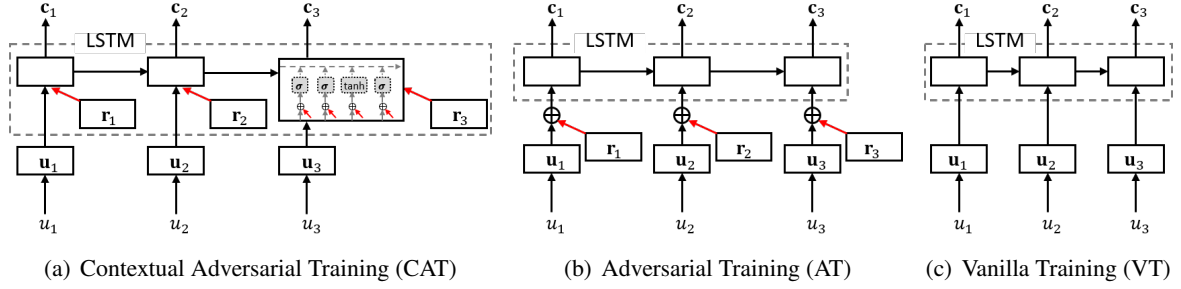 𝐜₁ 𝐜₂ 𝐜₃
LSTM
σ σ tanh σ
𝐫₁ 𝐫₂ 𝐫₃
𝐮₁ 𝐮₂ 𝐮₃
𝑢₁ 𝑢₂ 𝑢₃
(a) Contextual Adversarial Training (CAT)
𝐜₁ 𝐜₂ 𝐜₃
LSTM
𝐫₁ 𝐫₂ 𝐫₃
𝐮₁ 𝐮₂ 𝐮₃
𝑢₁ 𝑢₂ 𝑢₃
(b) Adversarial Training (AT)
𝐜₁ 𝐜₂ 𝐜₃
LSTM
𝐮₁ 𝐮₂ 𝐮₃
𝑢₁ 𝑢₂ 𝑢₃
(c) Vanilla Training (VT)